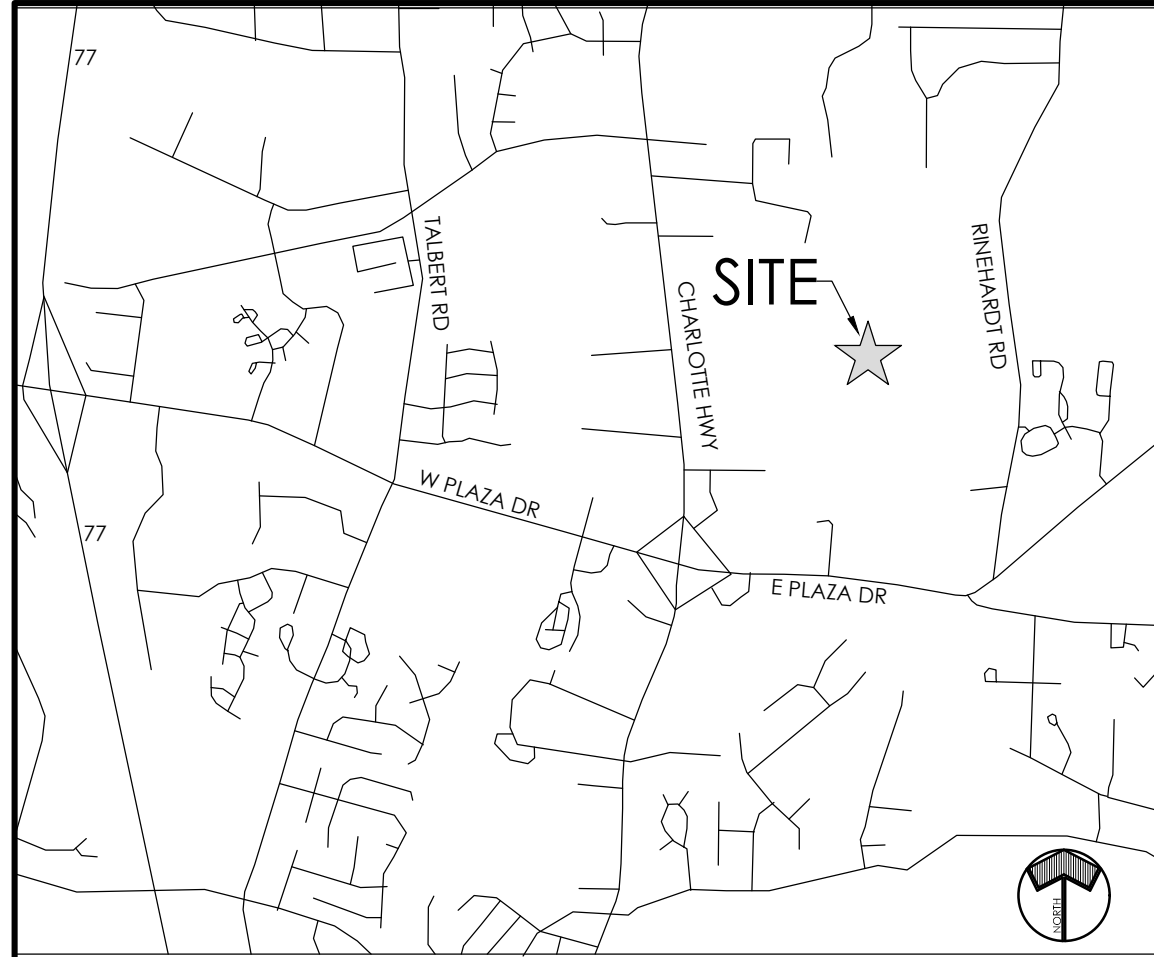 77
TALBERT RD
RINEHARDT RD
SITE
CHARLOTTE HWY
W PLAZA DR
77
E PLAZA DR
NORTH